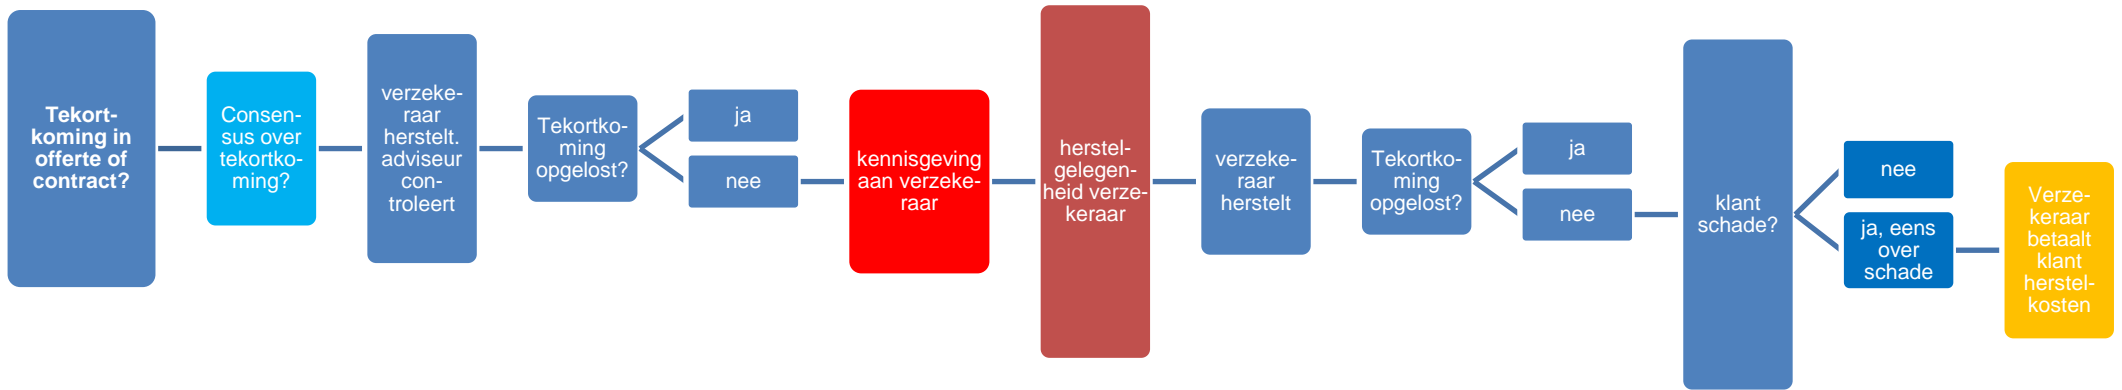 Tekort-
koming in
offerte of
contract?
Consen-
sus over
tekortko-
ming?
verzeke-
raar
herstelt.
adviseur
con-
troleert
Tekortko-
ming
opgelost?
ja
nee
kennisgeving
aan verzeke-
raar
herstel-
gelegen-
heid verze-
keraar
verzeke-
raar
herstelt
Tekortko-
ming
opgelost?
ja
nee
klant
schade?
nee
ja, eens
over
schade
Verze-
keraar
betaalt
klant
herstel-
kosten